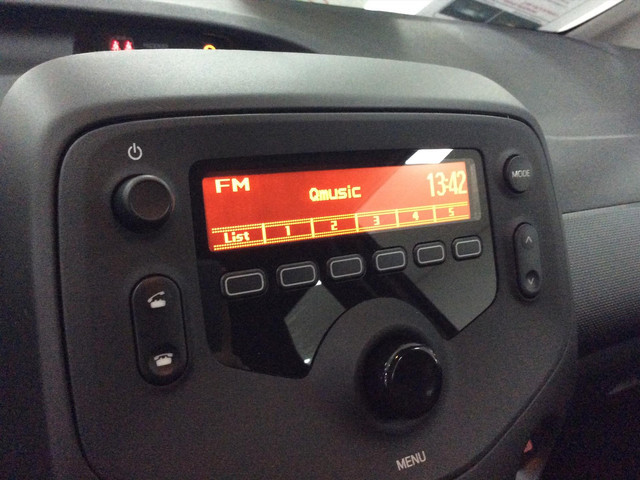 FM
Qmusic
13:42
List 1 2 3 4 5
MODE
MENU